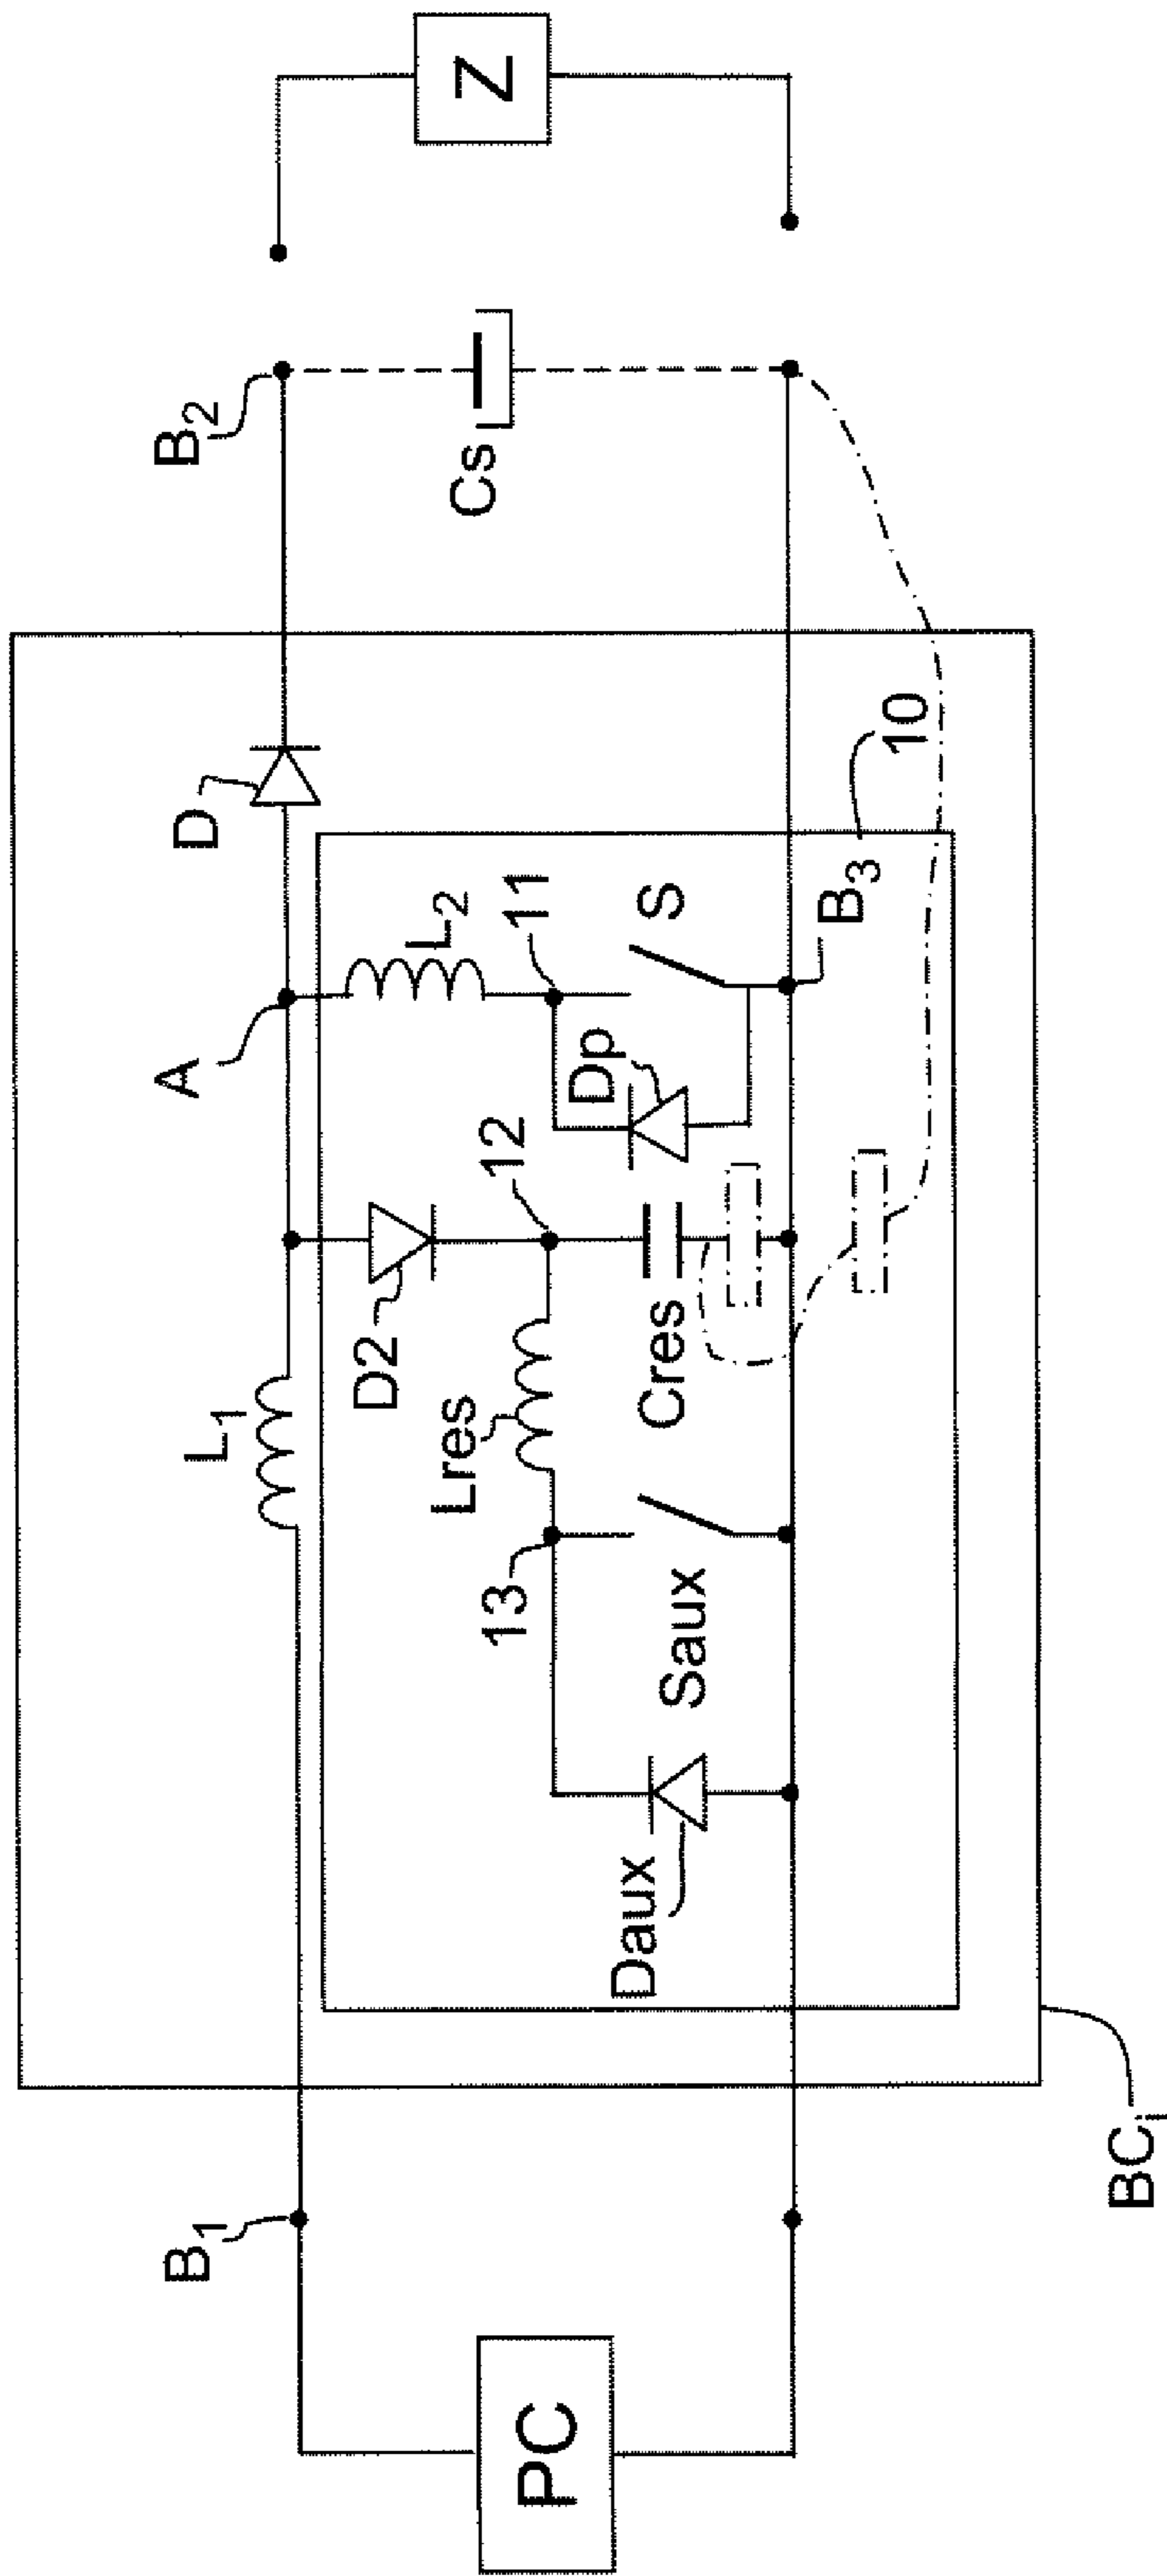 PC
B1
BCi
L1
D2
A
D
B2
Cs
Z
Daux
Saux
13
Lres
12
Cres
Dp
11
L2
S
B3
10